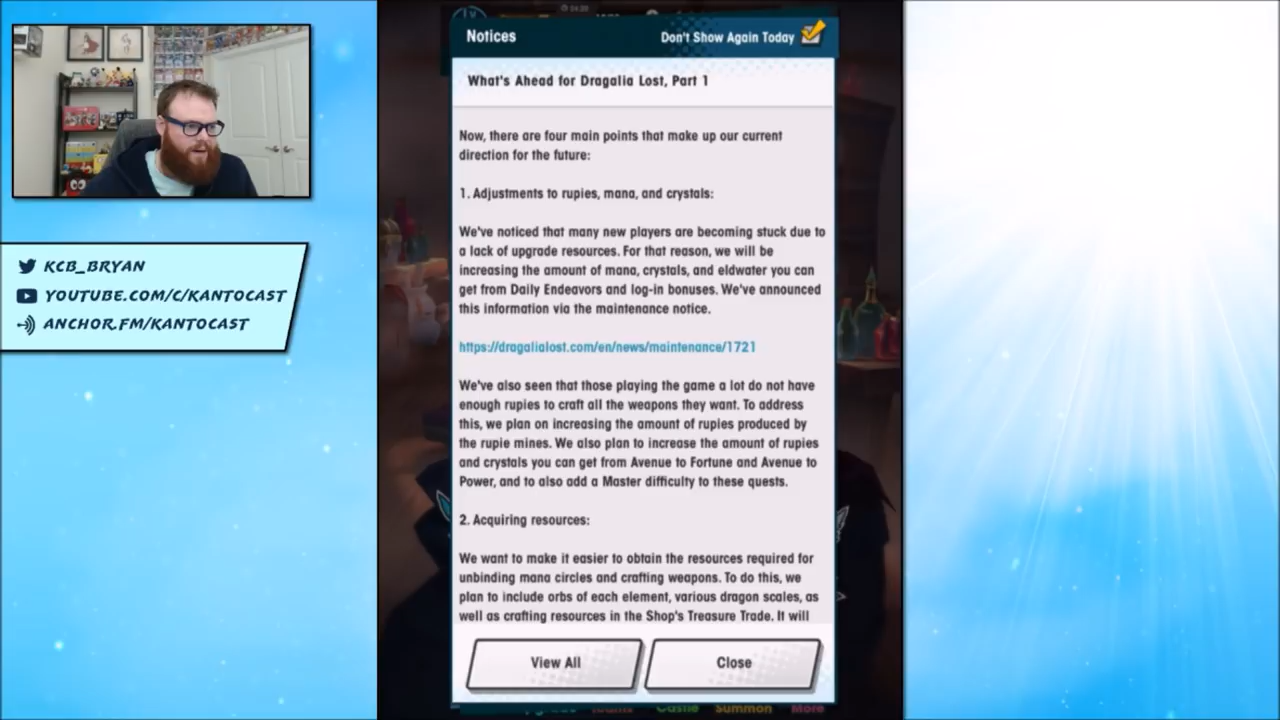 Notices
Don't Show Again Today
What's Ahead for Dragalia Lost, Part 1
Now, there are four main points that make up our current
direction for the future:
1. Adjustments to rupies, mana, and crystals:
We've noticed that many new players are becoming stuck due to
a lack of upgrade resources. For that reason, we will be
increasing the amount of mana, crystals, and eldwater you can
get from Daily Endeavors and log-in bonuses. We've announced
this information via the maintenance notice.
https://dragalialost.com/en/news/maintenance/1721
We've also seen that those playing the game a lot do not have
enough rupies to craft all the weapons they want. To address
this, we plan on increasing the amount of rupies produced by
the rupie mines. We also plan to increase the amount of rupies
and crystals you can get from Avenue to Fortune and Avenue to
Power, and to also add a Master difficulty to these quests.
2. Acquiring resources:
We want to make it easier to obtain the resources required for
unbinding mana circles and crafting weapons. To do this, we
plan to include orbs of each element, various dragon scales, as
well as crafting resources in the Shop's Treasure Trade. It will
View All
Close
Castle Summon More
KCB_BRYAN
YOUTUBE.COM/C/KANTOCAST
ANCHOR.FM/KANTOCAST